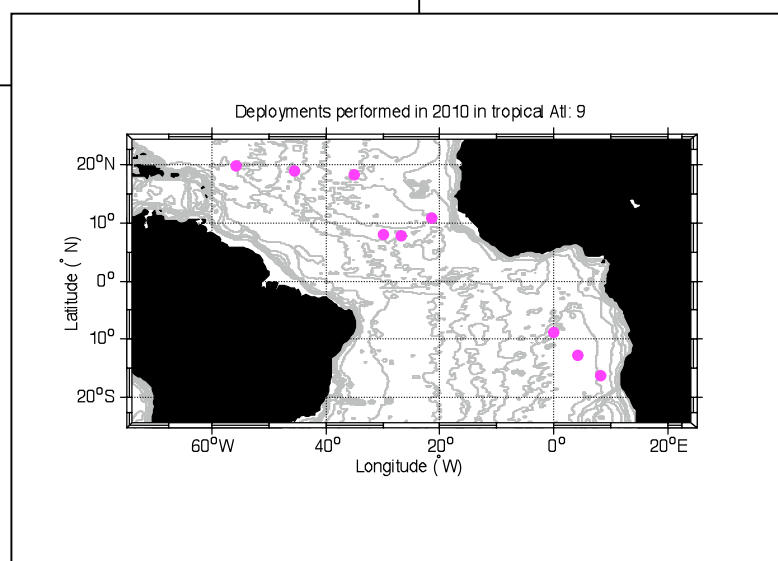 Deployments performed in 2010 in tropical Atl: 9
20°N
10°
0°
10°
20°S
Latitude (° N)
60°W
40°
20°
0°
20°E
Longitude (°W)